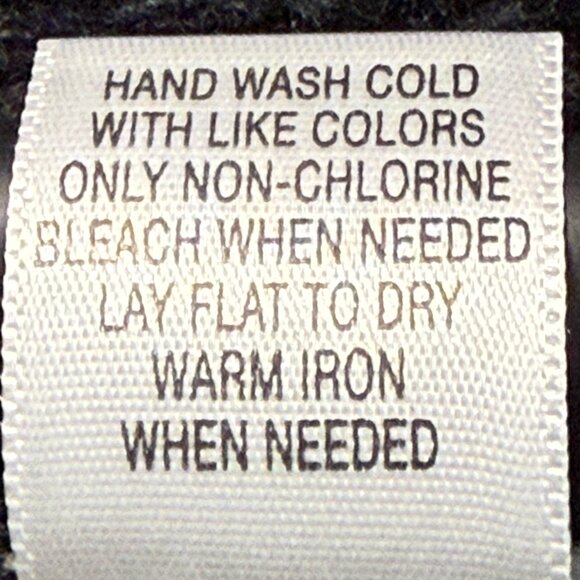 HAND WASH COLD
WITH LIKE COLORS
ONLY NON-CHLORINE
BLEACH WHEN NEEDED
LAY FLAT TO DRY
WARM IRON
WHEN NEEDED